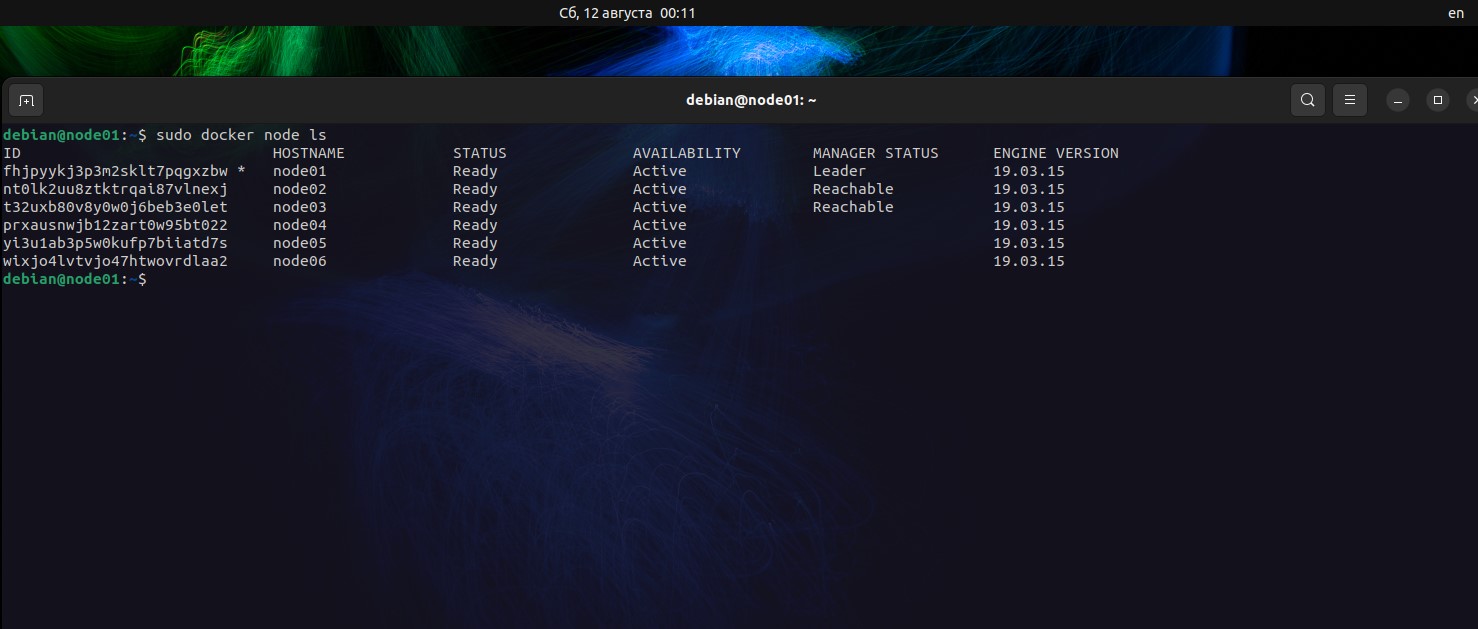 Сб, 12 августа 00:11 en
debian@node01: ~
debian@node01:~$ sudo docker node ls
ID HOSTNAME STATUS AVAILABILITY MANAGER STATUS ENGINE VERSION
fhjpyykj3p3m2sklt7pqgxzbw * node01 Ready Active Leader 19.03.15
nt0lk2uu8ztktrqai87vlnexj node02 Ready Active Reachable 19.03.15
t32uxb80v8y0w0j6beb3e0let node03 Ready Active Reachable 19.03.15
prxausnwjb12zart0w95bt022 node04 Ready Active 19.03.15
yi3u1ab3p5w0kufp7biiatd7s node05 Ready Active 19.03.15
wixjo4lvtvjo47htwovrdlaa2 node06 Ready Active 19.03.15
debian@node01:~$